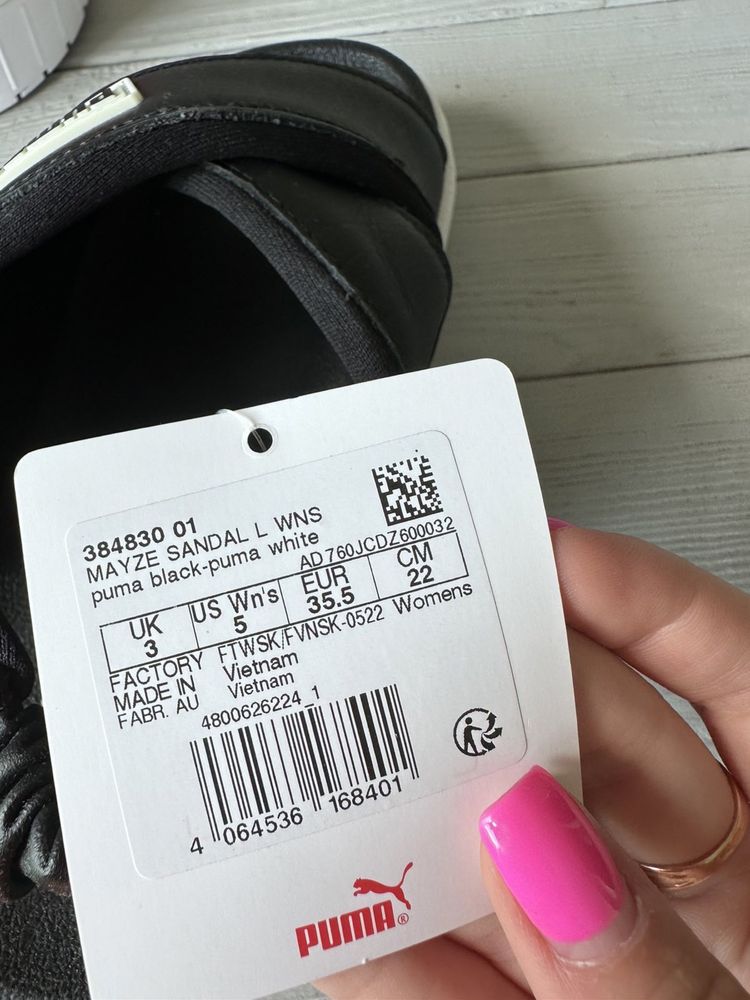 384830 01
MAYZE SANDAL L WNS
puma black-puma white
AD760JCDZ600032
UK US Wn's EUR CM
3 5 35.5 22
FACTORY FTWSK/FVNSK-0522 Womens
MADE IN Vietnam
FABR. AU Vietnam
4800626224_1
4 064536 168401
PUMA®